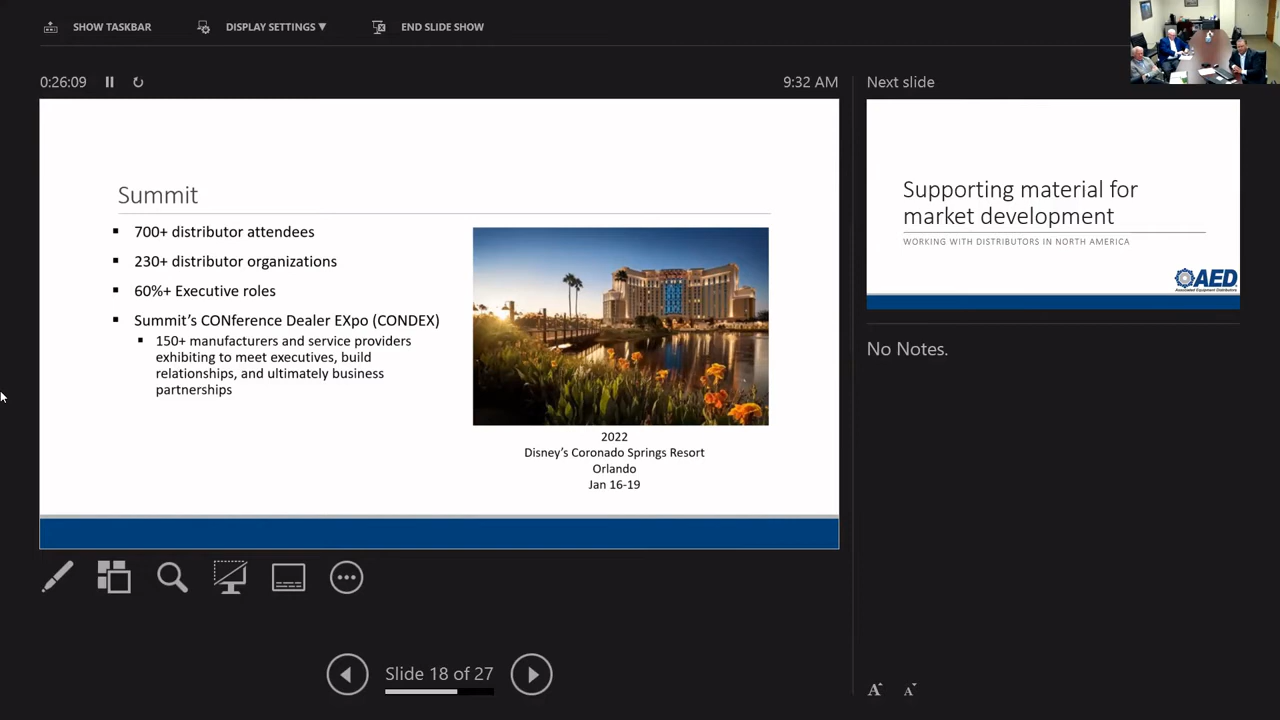 SHOW TASKBAR
DISPLAY SETTINGS ▼
END SLIDE SHOW
0:26:09
9:32 AM
Summit
▪ 700+ distributor attendees
▪ 230+ distributor organizations
▪ 60%+ Executive roles
▪ Summit's CONference Dealer EXpo (CONDEX)
▪ 150+ manufacturers and service providers
exhibiting to meet executives, build
relationships, and ultimately business
partnerships
2022
Disney's Coronado Springs Resort
Orlando
Jan 16-19
Slide 18 of 27
Next slide
Supporting material for
market development
WORKING WITH DISTRIBUTORS IN NORTH AMERICA
AED
Associated Equipment Distributors
No Notes.
A A